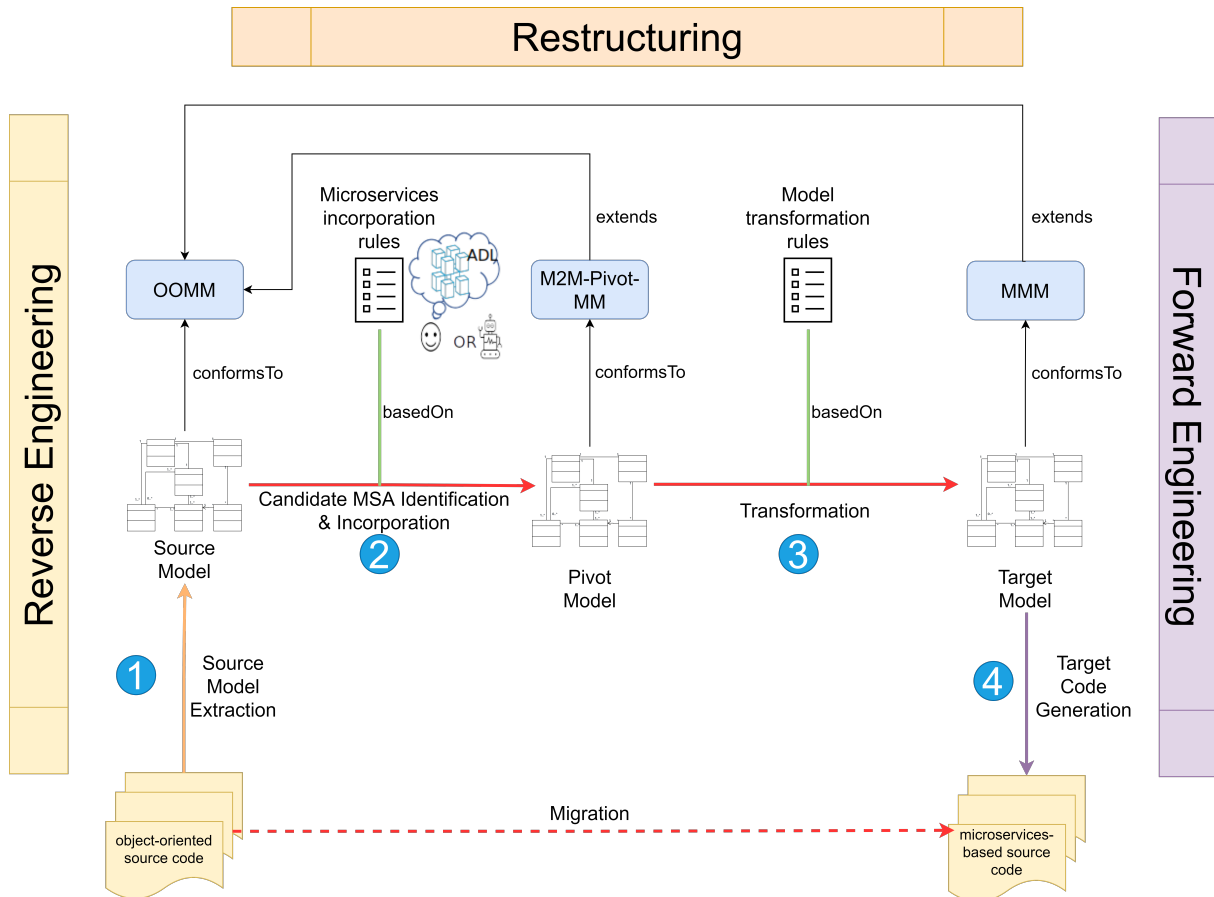 Restructuring
Reverse Engineering
Forward Engineering
Microservices
incorporation
rules
ADL
OR
Model
transformation
rules
extends
extends
OOMM
M2M-Pivot-
MM
MMM
conformsTo
conformsTo
conformsTo
basedOn
basedOn
Candidate MSA Identification
& Incorporation
2
Transformation
3
Source
Model
Pivot
Model
Target
Model
1
Source
Model
Extraction
4
Target
Code
Generation
Migration
object-oriented
source code
microservices-
based source
code